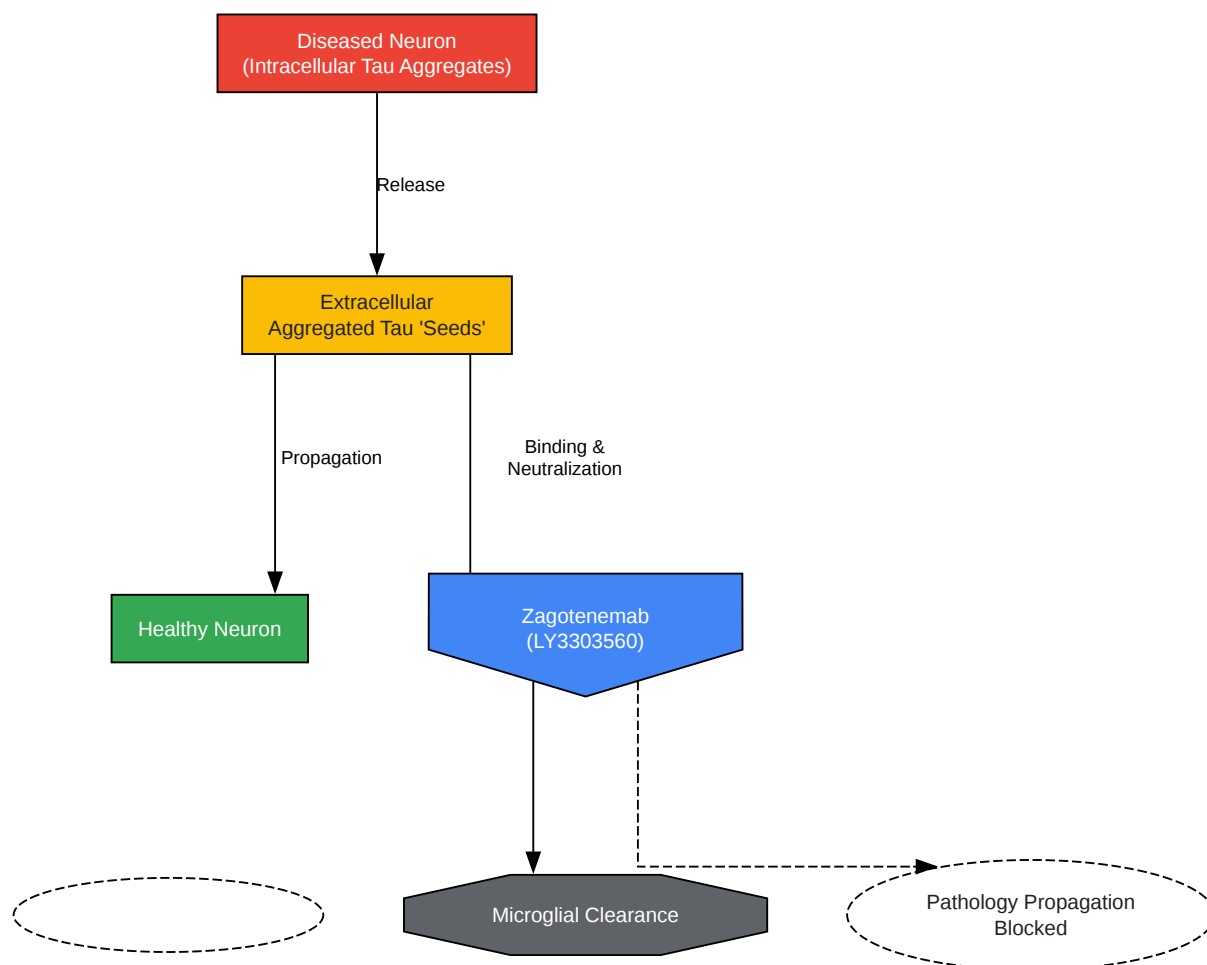 Diseased Neuron
(Intracellular Tau Aggregates)
Release
Extracellular
Aggregated Tau 'Seeds'
Propagation
Binding &
Neutralization
Healthy Neuron
Zagotenemab
(LY3303560)
Microglial Clearance
Pathology Propagation
Blocked